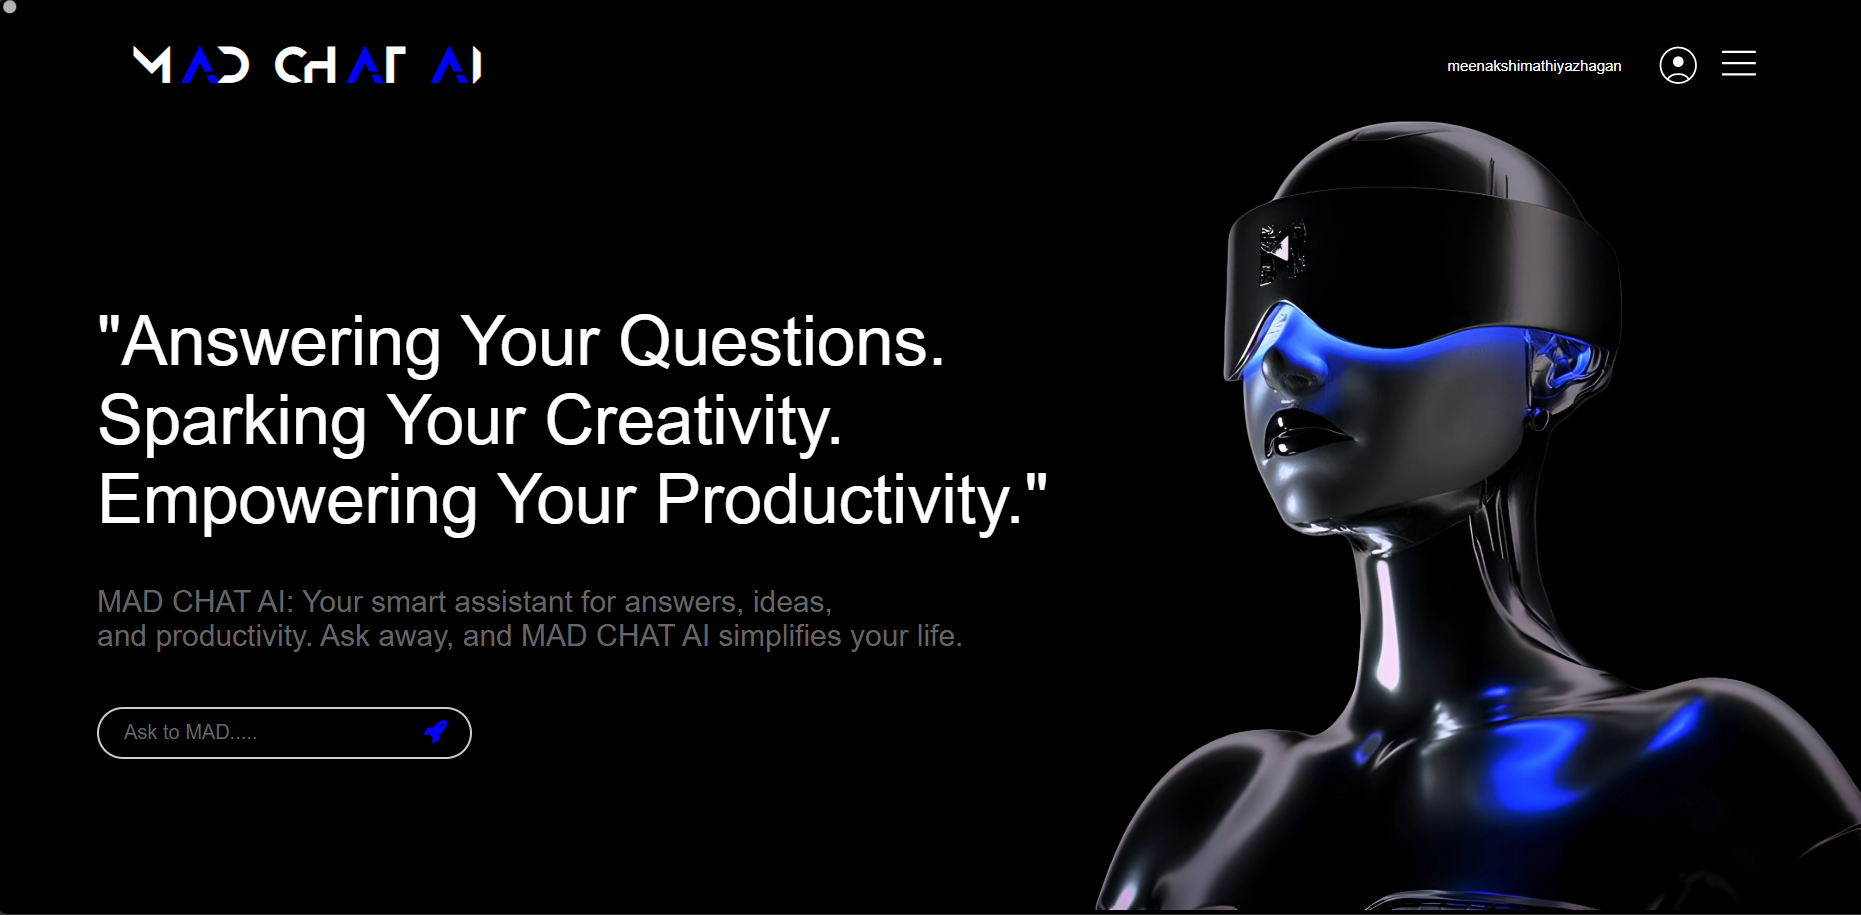 MAD CHAT AI
meenakshimathiyazhagan
"Answering Your Questions.
Sparking Your Creativity.
Empowering Your Productivity."
MAD CHAT AI: Your smart assistant for answers, ideas,
and productivity. Ask away, and MAD CHAT AI simplifies your life.
Ask to MAD.....